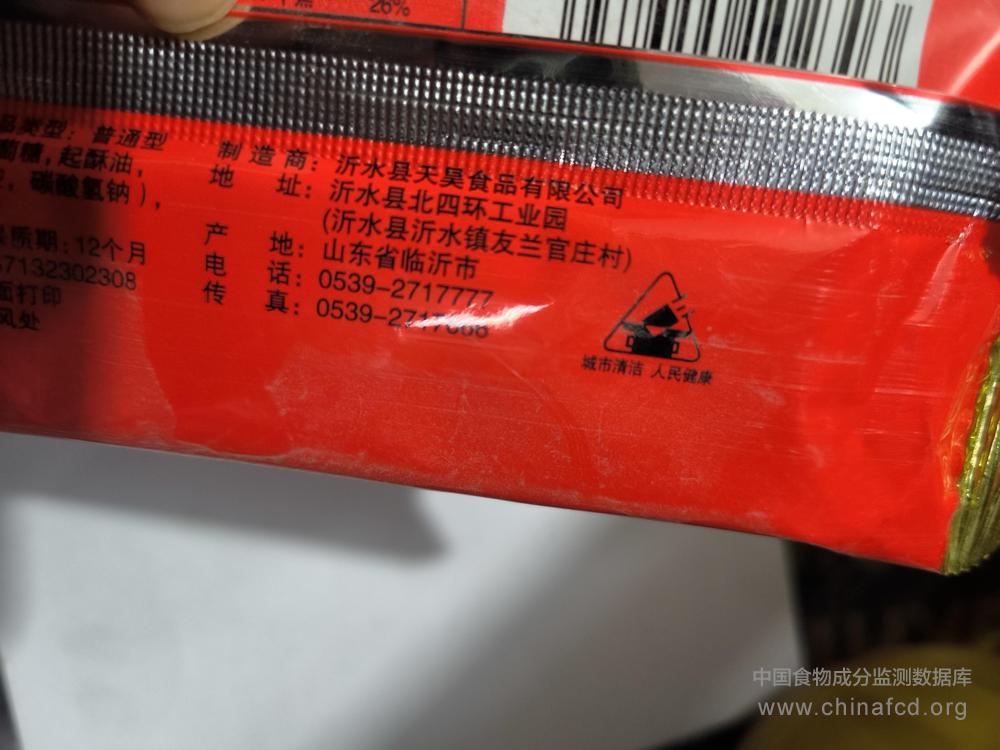 26%
品类型: 普通型
葡糖,起酥油,
碳酸氢钠),
质期:12个月
7132302308
面打印
风处
制造商: 沂水县天昊食品有限公司
地 址: 沂水县北四环工业园
(沂水县沂水镇友兰官庄村)
产 地: 山东省临沂市
电 话: 0539-2717777
传 真: 0539-2717
城市清洁 人民健康
中国食物成分监测数据库
www.chinafcd.org